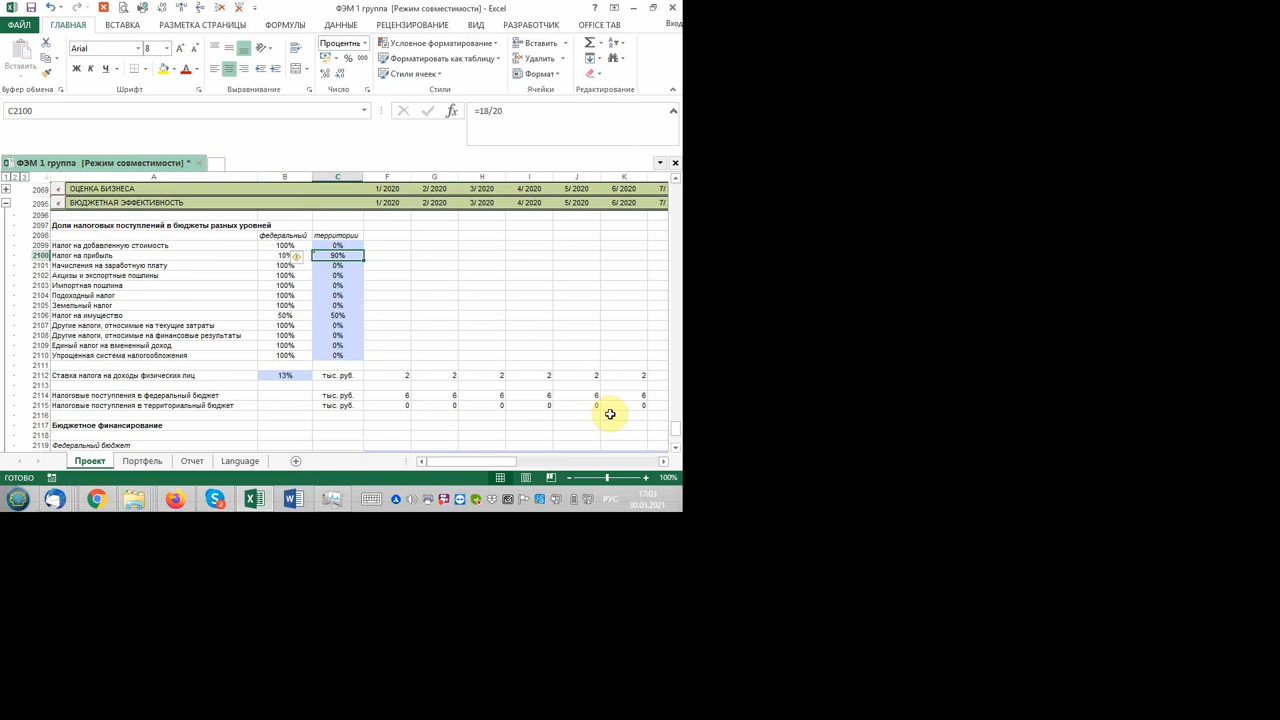 ФЭМ 1 группа [Режим совместимости] - Excel
ФАЙЛ ГЛАВНАЯ ВСТАВКА РАЗМЕТКА СТРАНИЦЫ ФОРМУЛЫ ДАННЫЕ РЕЦЕНЗИРОВАНИЕ ВИД РАЗРАБОТЧИК OFFICE TAB Вход
Вставить
Arial 8
Ж К Ч
Процентн
% 000
Условное форматирование
Форматировать как таблицу
Стили ячеек
Вставить
Удалить
Формат
Буфер обмена Шрифт Выравнивание Число Стили Ячейки Редактирование
C2100 fx =18/20
ФЭМ 1 группа [Режим совместимости] *
1 2 3 A B C F G H I J K
2069 « ОЦЕНКА БИЗНЕСА 1/ 2020 2/ 2020 3/ 2020 4/ 2020 5/ 2020 6/ 2020 7/
2095 « БЮДЖЕТНАЯ ЭФФЕКТИВНОСТЬ 1/ 2020 2/ 2020 3/ 2020 4/ 2020 5/ 2020 6/ 2020 7/
2096
2097 Доли налоговых поступлений в бюджеты разных уровней
2098 федеральный территории
2099 Налог на добавленную стоимость 100% 0%
2100 Налог на прибыль 10% 90%
2101 Начисления на заработную плату 100% 0%
2102 Акцизы и экспортные пошлины 100% 0%
2103 Импортная пошлина 100% 0%
2104 Подоходный налог 100% 0%
2105 Земельный налог 100% 0%
2106 Налог на имущество 50% 50%
2107 Другие налоги, относимые на текущие затраты 100% 0%
2108 Другие налоги, относимые на финансовые результаты 100% 0%
2109 Единый налог на вмененный доход 100% 0%
2110 Упрощенная система налогообложения 100% 0%
2111
2112 Ставка налога на доходы физических лиц 13% тыс. руб. 2 2 2 2 2 2
2113
2114 Налоговые поступления в федеральный бюджет тыс. руб. 6 6 6 6 6 6
2115 Налоговые поступления в территориальный бюджет тыс. руб. 0 0 0 0 0 0
2116
2117 Бюджетное финансирование
2118
2119 Федеральный бюджет
Проект Портфель Отчет Language
ГОТОВО 100%
РУС 17:03
30.03.2021